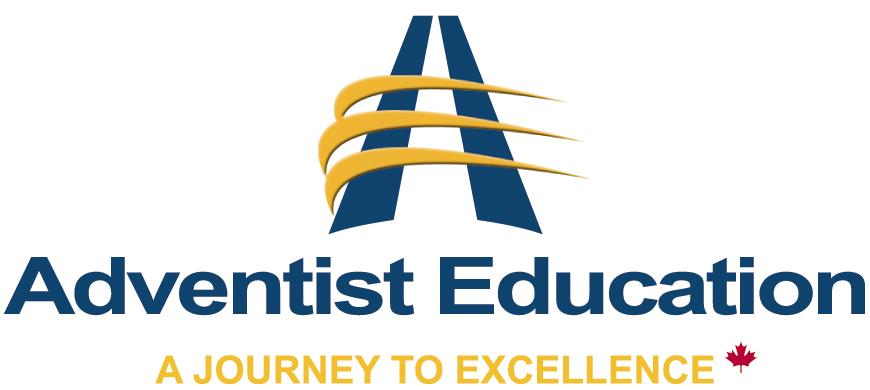 Adventist Education
A JOURNEY TO EXCELLENCE